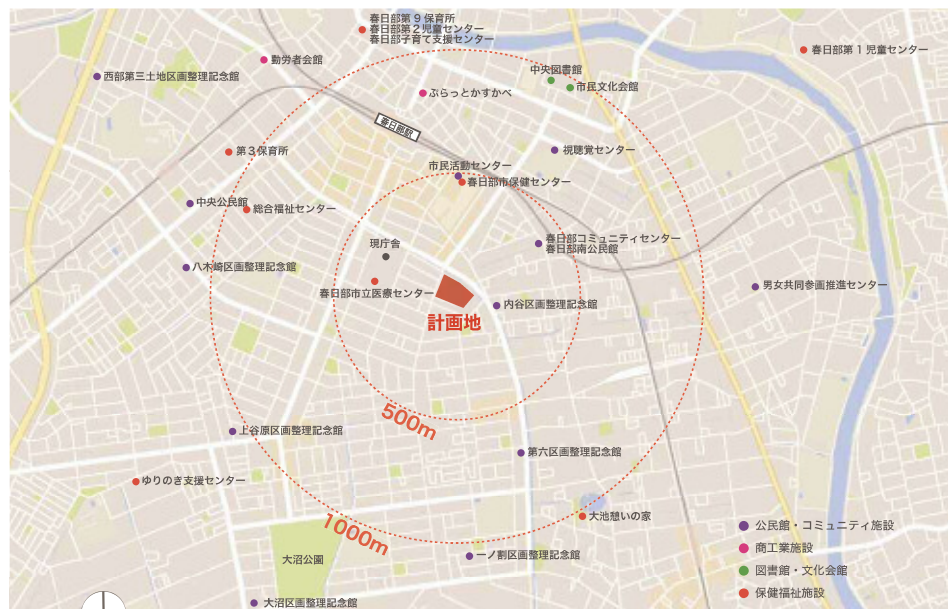 春日部第９保育所
春日部第２児童センター
春日部子育て支援センター
春日部第１児童センター
勤労者会館
西部第三土地区画整理記念館
中央図書館
市民文化会館
ぷらっとかすかべ
春日部駅
第３保育所
視聴覚センター
市民活動センター
春日部市保健センター
中央公民館
総合福祉センター
現庁舎
春日部コミュニティセンター
春日部南公民館
八木崎区画整理記念館
春日部市立医療センター
男女共同参画推進センター
内谷区画整理記念館
計画地
500m
上谷原区画整理記念館
第六区画整理記念館
ゆりのき支援センター
大池憩いの家
1000m
公民館・コミュニティ施設
商工業施設
図書館・文化会館
保健福祉施設
一ノ割区画整理記念館
大沼公園
大沼区画整理記念館